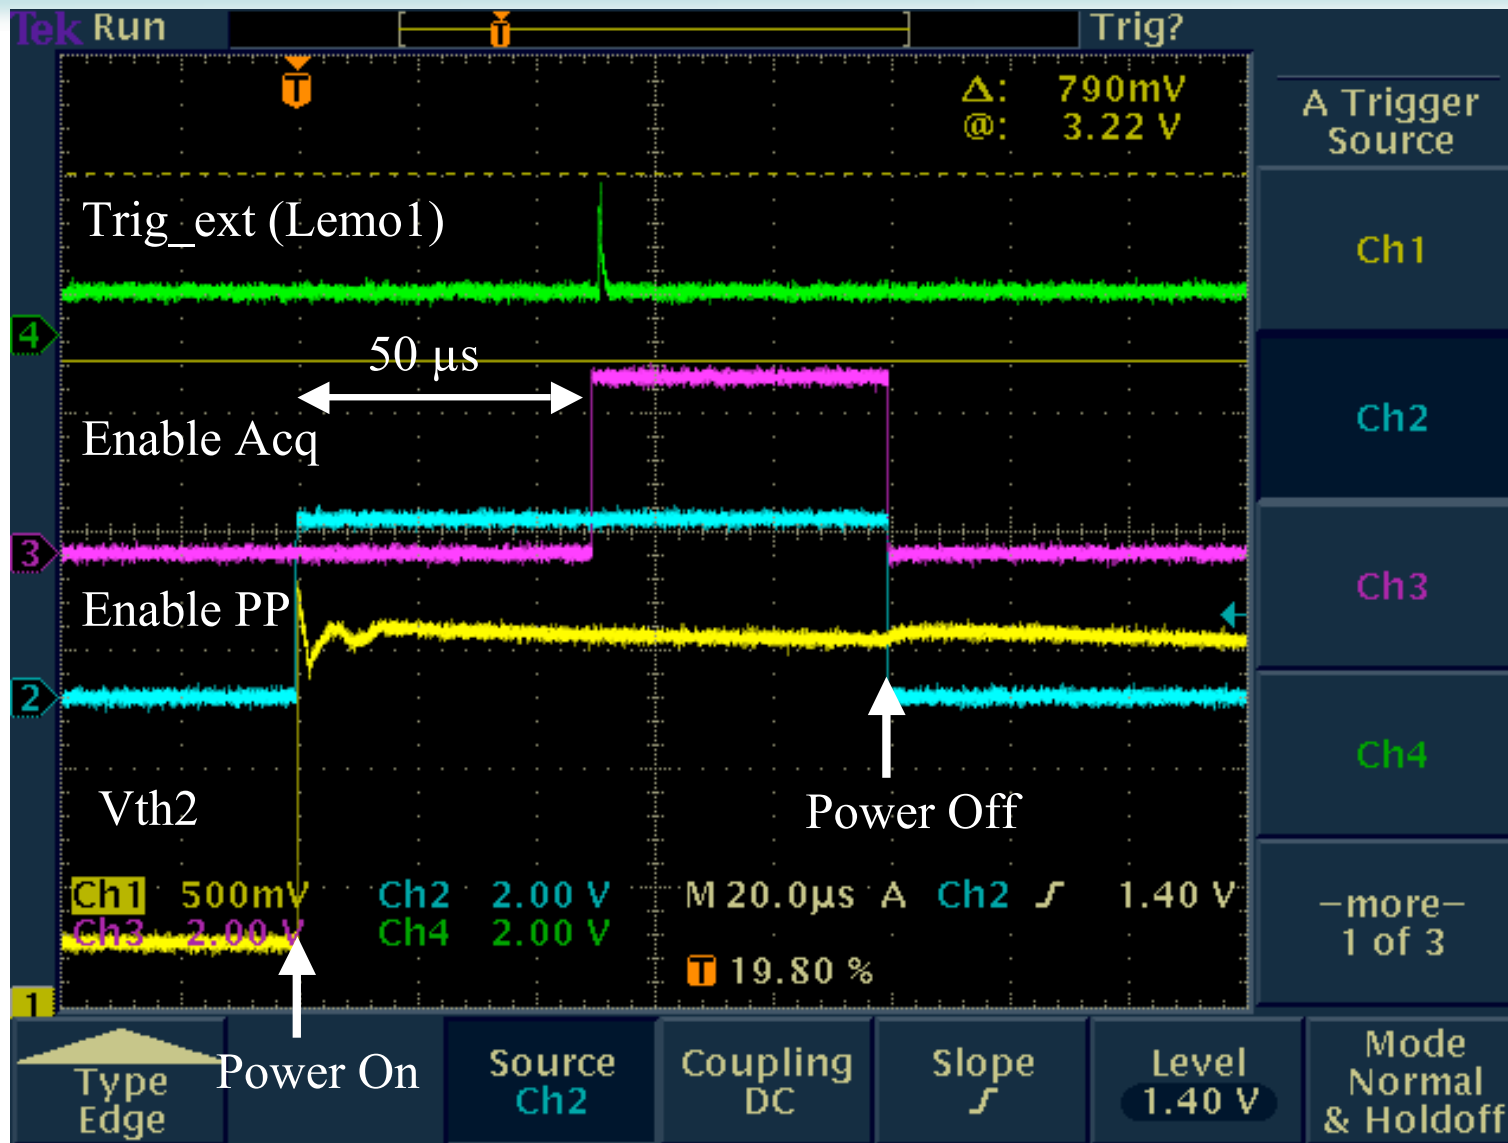 Tek Run Trig?
T
T
Δ: 790mV
@: 3.22 V
A Trigger
Source
Trig_ext (Lemo1)
Ch1
4
50 µs
Ch2
Enable Acq
3
Ch3
Enable PP
2
Ch4
Vth2
Power Off
Ch1 500mV Ch2 2.00 V M 20.0µs A Ch2 1.40 V
Ch3 2.00 V Ch4 2.00 V
T 19.80 %
–more–
1 of 3
1
Power On
Type
Edge
Source
Ch2
Coupling
DC
Slope
Level
1.40 V
Mode
Normal
& Holdoff